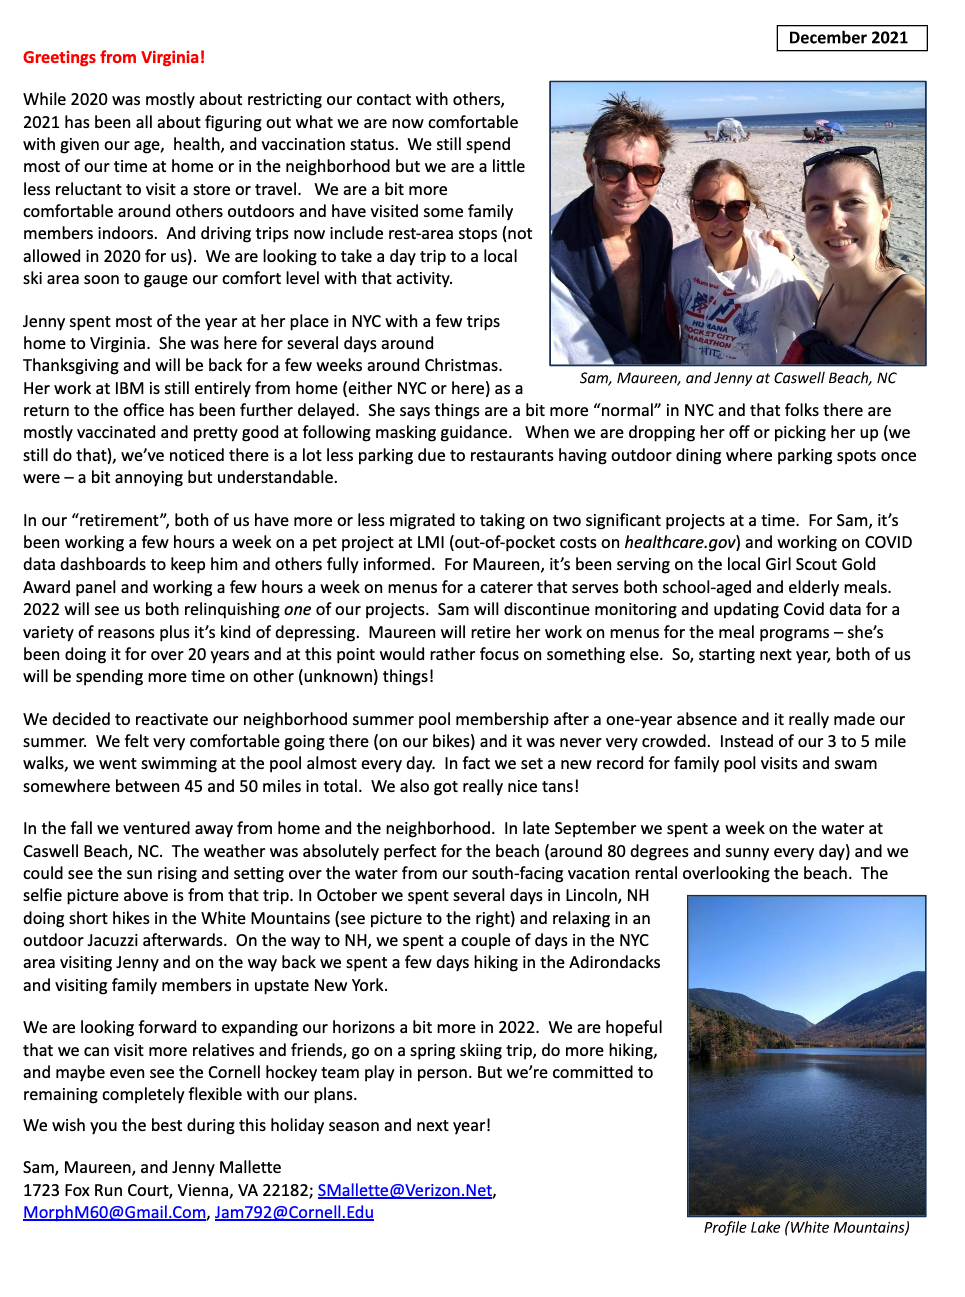 December 2021
Greetings from Virginia!
While 2020 was mostly about restricting our contact with others,
2021 has been all about figuring out what we are now comfortable
with given our age,  health, and vaccination status.  We still spend
most of our time at home or in the neighborhood but we are a little
less reluctant to visit a store or travel.   We are a bit more
comfortable around others outdoors and have visited some family
members indoors.  And driving trips now include rest-area stops (not
allowed in 2020 for us).  We are looking to take a day trip to a local
ski area soon to gauge our comfort level with that activity.
Humana
HUMANA
ROCKET CITY
MARATHON
Sam, Maureen, and Jenny at Caswell Beach, NC
Jenny spent most of the year at her place in NYC with a few trips
home to Virginia.  She was here for several days around
Thanksgiving and will be back for a few weeks around Christmas.
Her work at IBM is still entirely from home (either NYC or here) as a
return to the office has been further delayed.  She says things are a bit more “normal” in NYC and that folks there are
mostly vaccinated and pretty good at following masking guidance.   When we are dropping her off or picking her up (we
still do that), we’ve noticed there is a lot less parking due to restaurants having outdoor dining where parking spots once
were – a bit annoying but understandable.
In our “retirement”, both of us have more or less migrated to taking on two significant projects at a time.  For Sam, it’s
been working a few hours a week on a pet project at LMI (out-of-pocket costs on healthcare.gov) and working on COVID
data dashboards to keep him and others fully informed.  For Maureen, it’s been serving on the local Girl Scout Gold
Award panel and working a few hours a week on menus for a caterer that serves both school-aged and elderly meals.
2022 will see us both relinquishing one of our projects.  Sam will discontinue monitoring and updating Covid data for a
variety of reasons plus it’s kind of depressing.  Maureen will retire her work on menus for the meal programs – she’s
been doing it for over 20 years and at this point would rather focus on something else.  So, starting next year, both of us
will be spending more time on other (unknown) things!
We decided to reactivate our neighborhood summer pool membership after a one-year absence and it really made our
summer.  We felt very comfortable going there (on our bikes) and it was never very crowded.  Instead of our 3 to 5 mile
walks, we went swimming at the pool almost every day.  In fact we set a new record for family pool visits and swam
somewhere between 45 and 50 miles in total.  We also got really nice tans!
In the fall we ventured away from home and the neighborhood.  In late September we spent a week on the water at
Caswell Beach, NC.  The weather was absolutely perfect for the beach (around 80 degrees and sunny every day) and we
could see the sun rising and setting over the water from our south-facing vacation rental overlooking the beach.  The
selfie picture above is from that trip. In October we spent several days in Lincoln, NH
doing short hikes in the White Mountains (see picture to the right) and relaxing in an
outdoor Jacuzzi afterwards.  On the way to NH, we spent a couple of days in the NYC
area visiting Jenny and on the way back we spent a few days hiking in the Adirondacks
and visiting family members in upstate New York.
We are looking forward to expanding our horizons a bit more in 2022.  We are hopeful
that we can visit more relatives and friends, go on a spring skiing trip, do more hiking,
and maybe even see the Cornell hockey team play in person. But we’re committed to
remaining completely flexible with our plans.
We wish you the best during this holiday season and next year!
Sam, Maureen, and Jenny Mallette
1723 Fox Run Court, Vienna, VA 22182; SMallette@Verizon.Net,
MorphM60@Gmail.Com, Jam792@Cornell.Edu
Profile Lake (White Mountains)